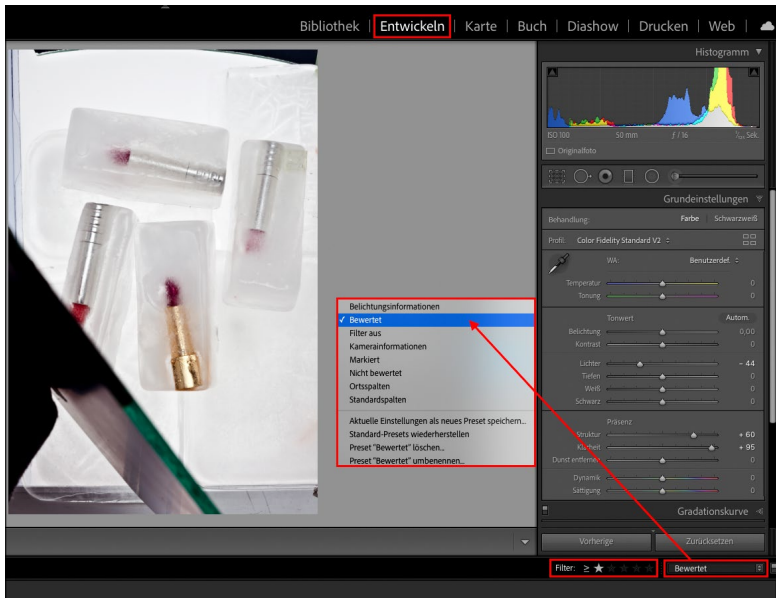 Bibliothek | Entwickeln | Karte | Buch | Diashow | Drucken | Web |
Histogramm
ISO 100 50 mm f / 16 Sek.
Originalfoto
Grundeinstellungen
Behandlung: Farbe Schwarzweiß
Profil: Color Fidelity Standard V2
WA: Benutzerdef.
Temperatur 0
Tonung 0
Tonwert Autom.
Belichtung 0,00
Kontrast 0
Lichter - 44
Tiefen 0
Weiß 0
Schwarz 0
Präsenz
Struktur + 60
Klarheit + 95
Dunst entfernen 0
Dynamik 0
Sättigung 0
Gradationskurve
Vorherige Zurücksetzen
Belichtungsinformationen
✓ Bewertet
Filter aus
Kamerainformationen
Markiert
Nicht bewertet
Ortsspalten
Standardspalten
Aktuelle Einstellungen als neues Preset speichern...
Standard-Presets wiederherstellen
Preset "Bewertet" löschen...
Preset "Bewertet" umbenennen...
Filter: ≥ ★ Bewertet